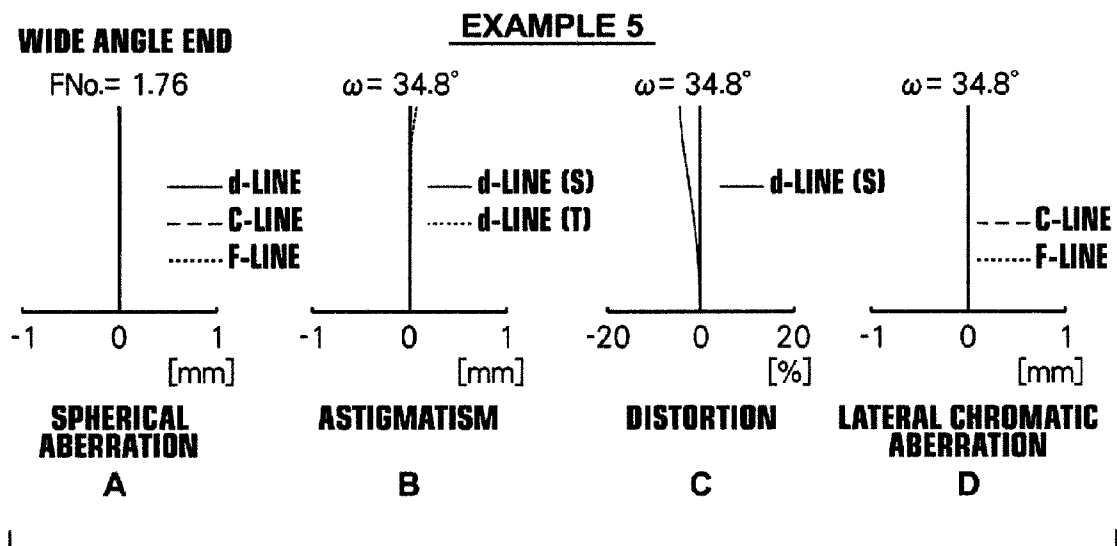 EXAMPLE 5
WIDE ANGLE END
FNo.= 1.76
d-LINE
C-LINE
F-LINE
-1 0 1
[mm]
SPHERICAL
ABERRATION
A
ω= 34.8°
d-LINE (S)
d-LINE (T)
-1 0 1
[mm]
ASTIGMATISM
B
ω= 34.8°
d-LINE (S)
-20 0 20
[%]
DISTORTION
C
ω= 34.8°
C-LINE
F-LINE
-1 0 1
[mm]
LATERAL CHROMATIC
ABERRATION
D